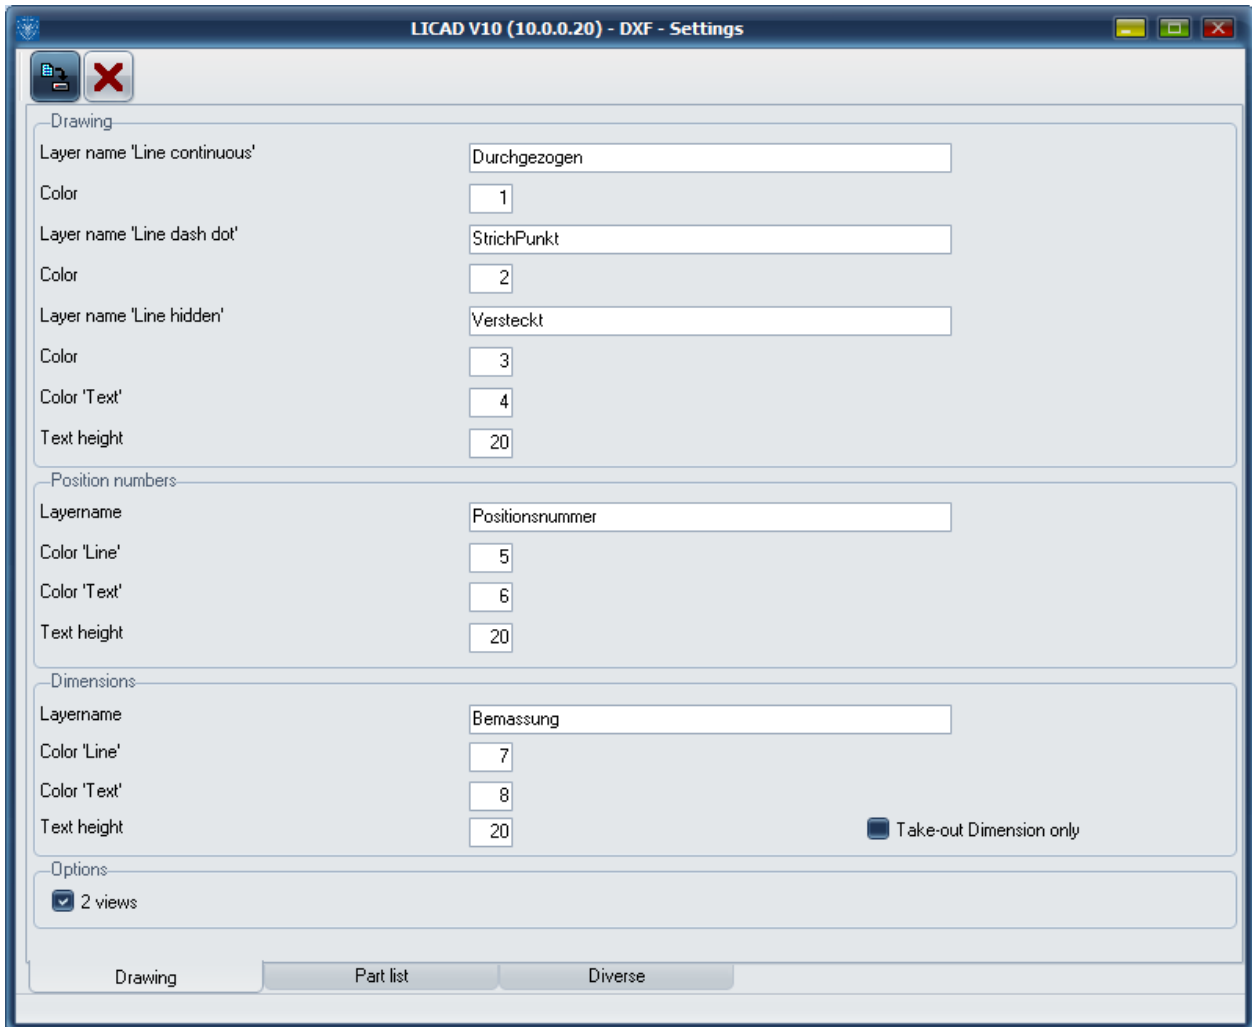 LICAD V10 (10.0.0.20) - DXF - Settings
Drawing
Layer name 'Line continuous' Durchgezogen
Color 1
Layer name 'Line dash dot' StrichPunkt
Color 2
Layer name 'Line hidden' Versteckt
Color 3
Color 'Text' 4
Text height 20
Position numbers
Layername Positionsnummer
Color 'Line' 5
Color 'Text' 6
Text height 20
Dimensions
Layername Bemassung
Color 'Line' 7
Color 'Text' 8
Text height 20 Take-out Dimension only
Options
2 views
Drawing Part list Diverse